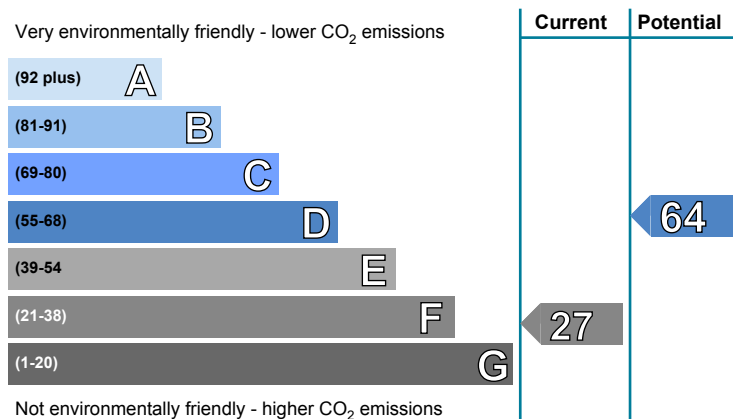 Current Potential
Very environmentally friendly - lower CO2 emissions
(92 plus) A
(81-91) B
(69-80) C
(55-68) D
64
(39-54 E
(21-38) F
27
(1-20) G
Not environmentally friendly - higher CO2 emissions